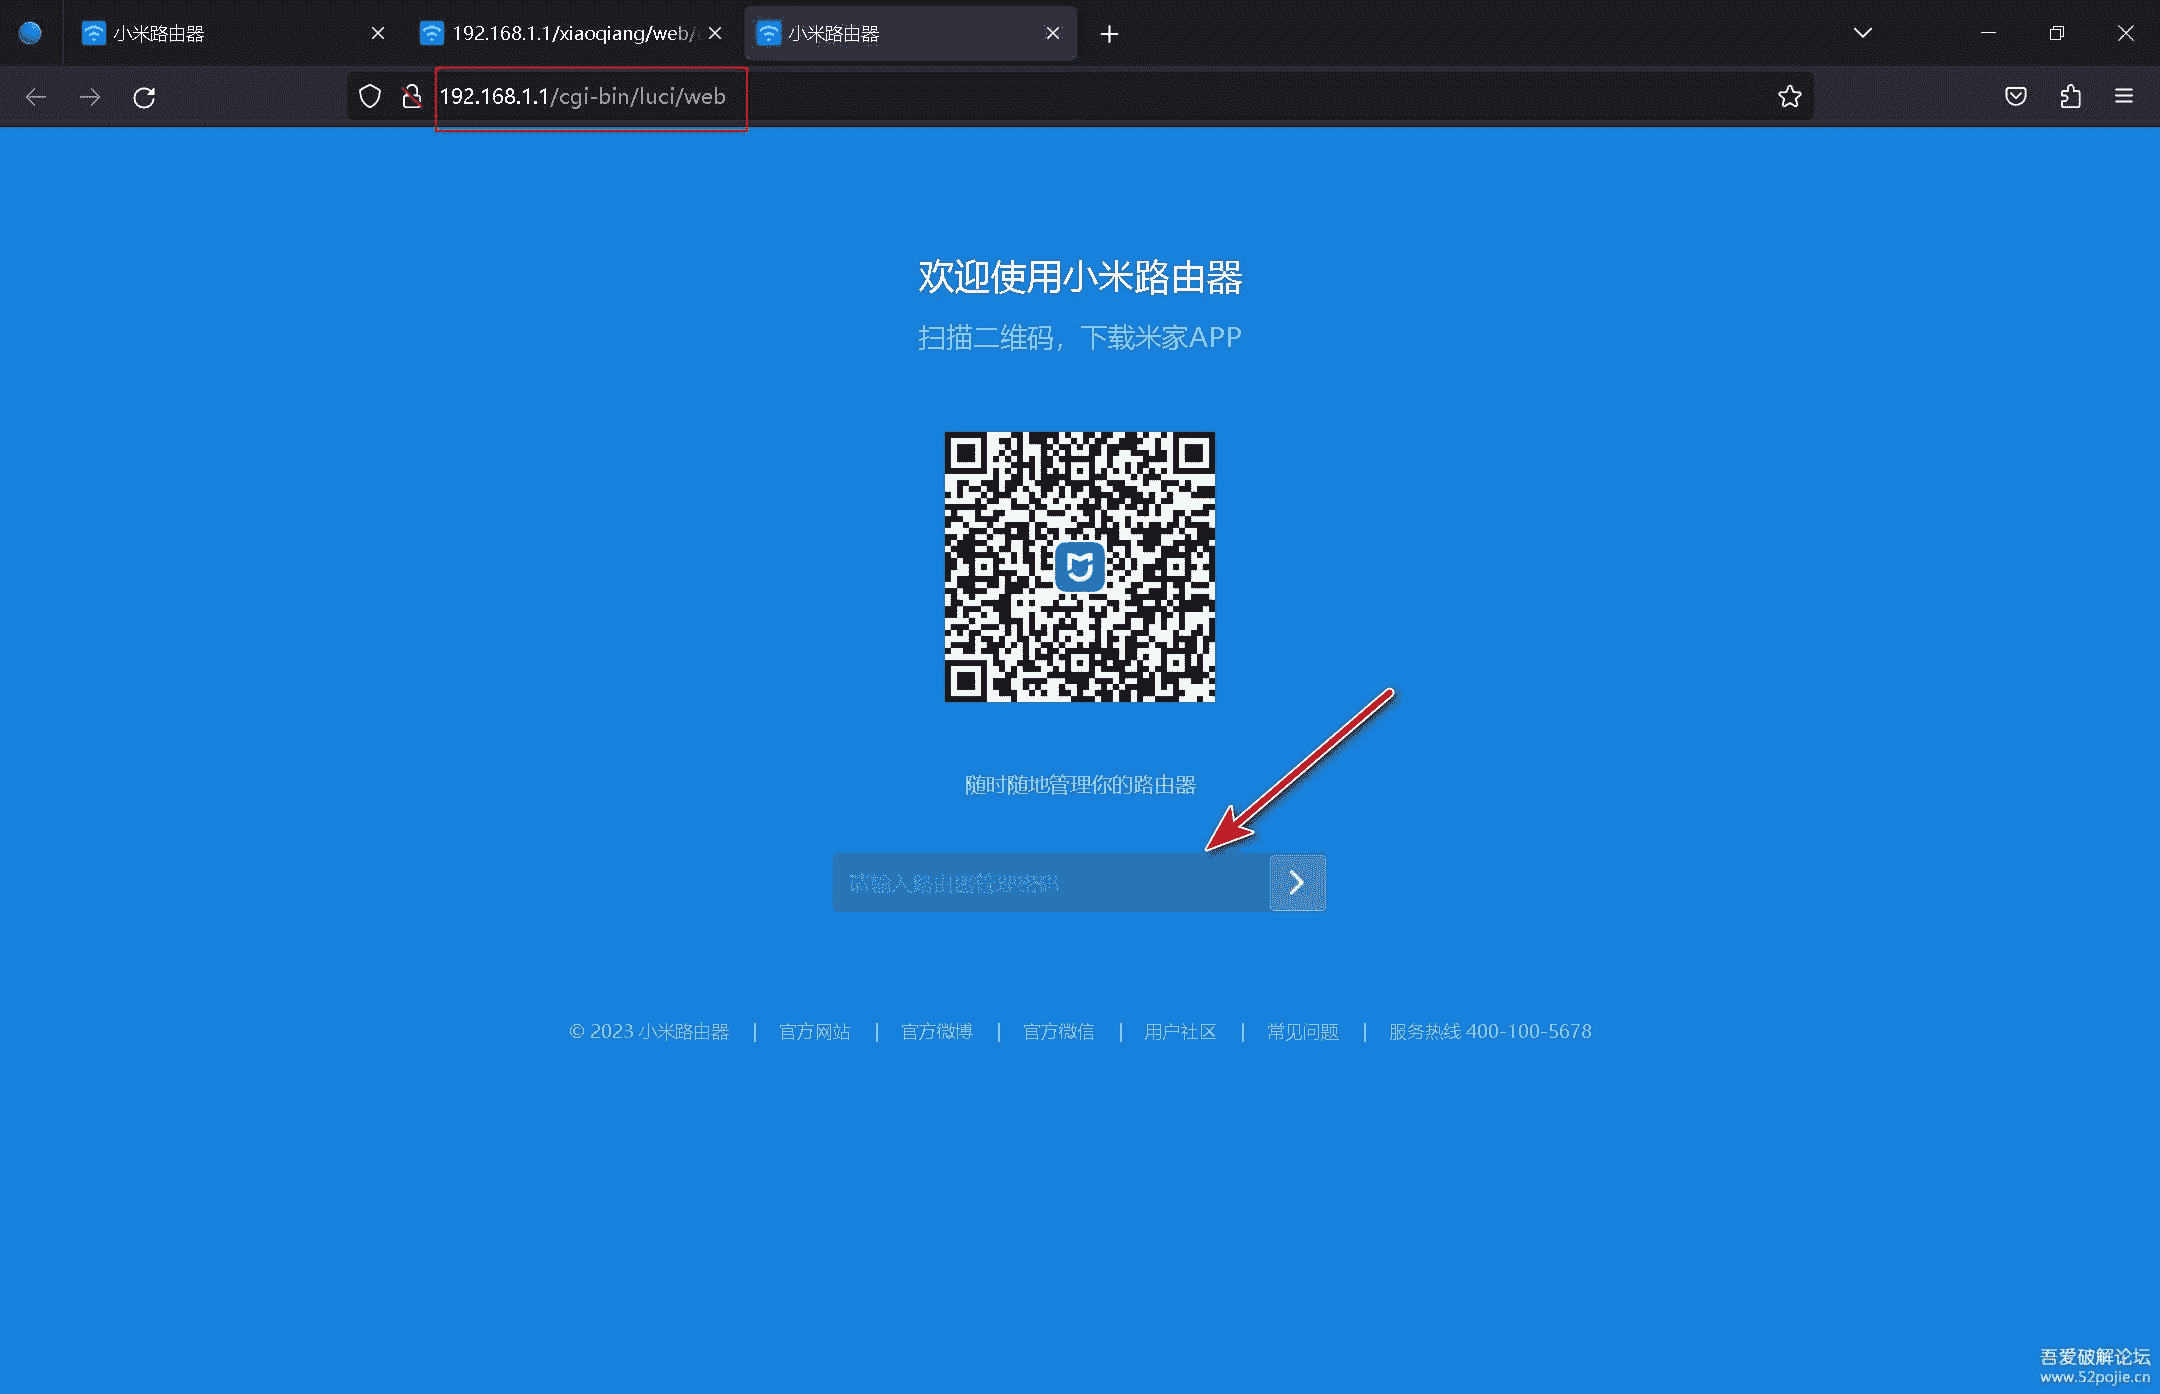 小米路由器
192.168.1.1/xiaoqiang/web/
小米路由器
192.168.1.1/cgi-bin/luci/web
欢迎使用小米路由器
扫描二维码，下载米家APP
随时随地管理你的路由器
请输入路由器管理密码
© 2023 小米路由器 | 官方网站 | 官方微博 | 官方微信 | 用户社区 | 常见问题 | 服务热线 400-100-5678
吾爱破解论坛
www.52pojie.cn